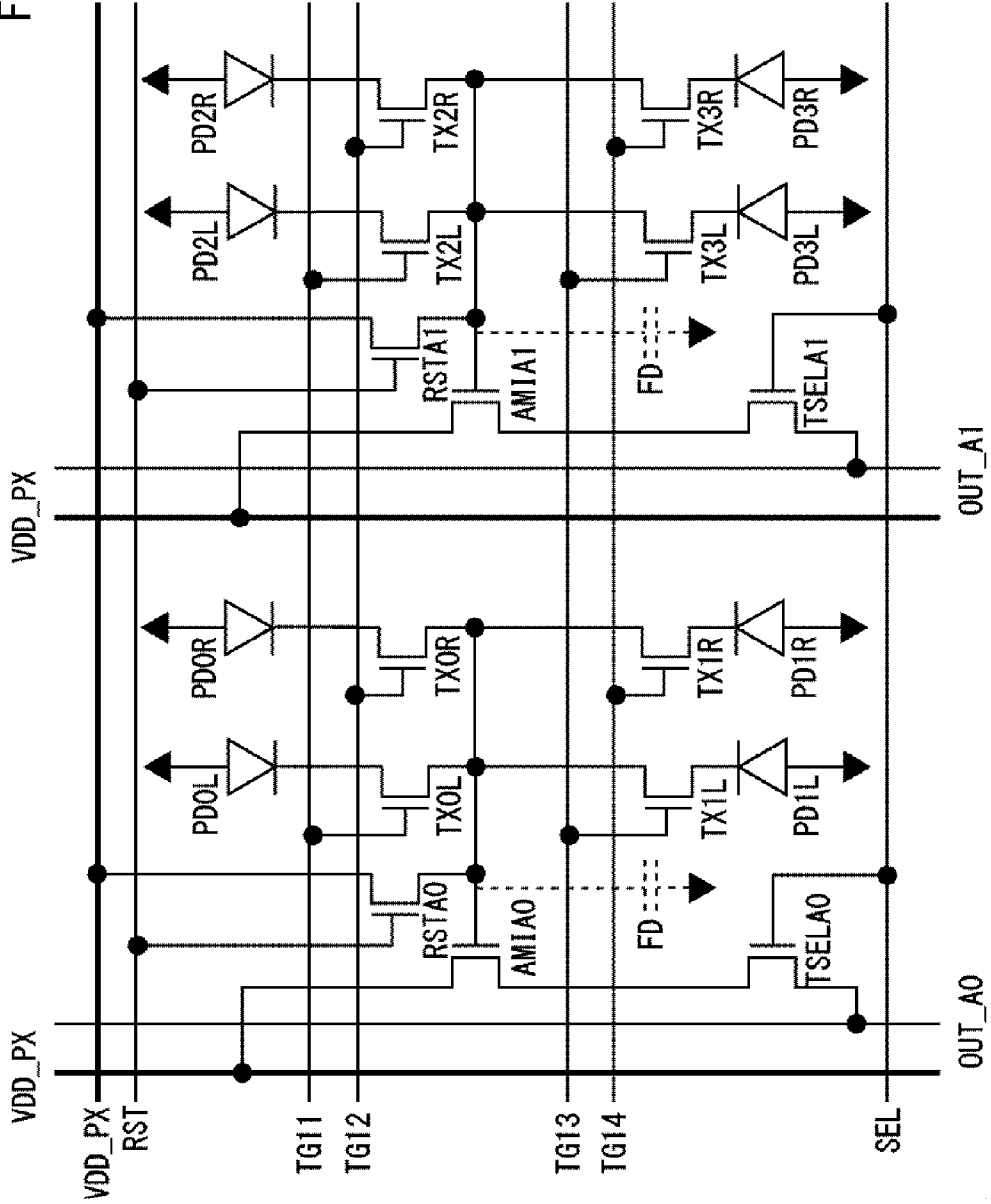 F
VDD_PX
RST
TG11
TG12
TG13
TG14
SEL
VDD_PX
OUT_A0
VDD_PX
OUT_A1
PD0L
PD0R
PD2L
PD2R
RSTA0
TX0L
TX0R
RSTA1
TX2L
TX2R
AMIA0
AMIA1
FD
TX1L
TX1R
FD
TX3L
TX3R
TSELA0
PD1L
PD1R
TSELA1
PD3L
PD3R